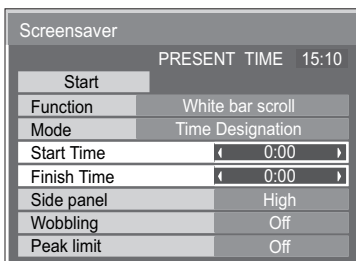 Screensaver
PRESENT TIME 15:10
Start
Function White bar scroll
Mode Time Designation
Start Time 0:00
Finish Time 0:00
Side panel High
Wobbling Off
Peak limit Off